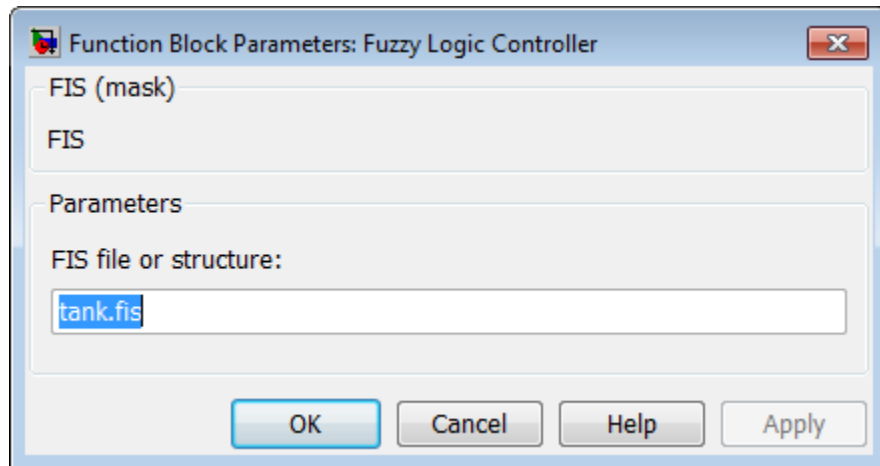 Function Block Parameters: Fuzzy Logic Controller
FIS (mask)
FIS
Parameters
FIS file or structure:
tank.fis
OK Cancel Help Apply